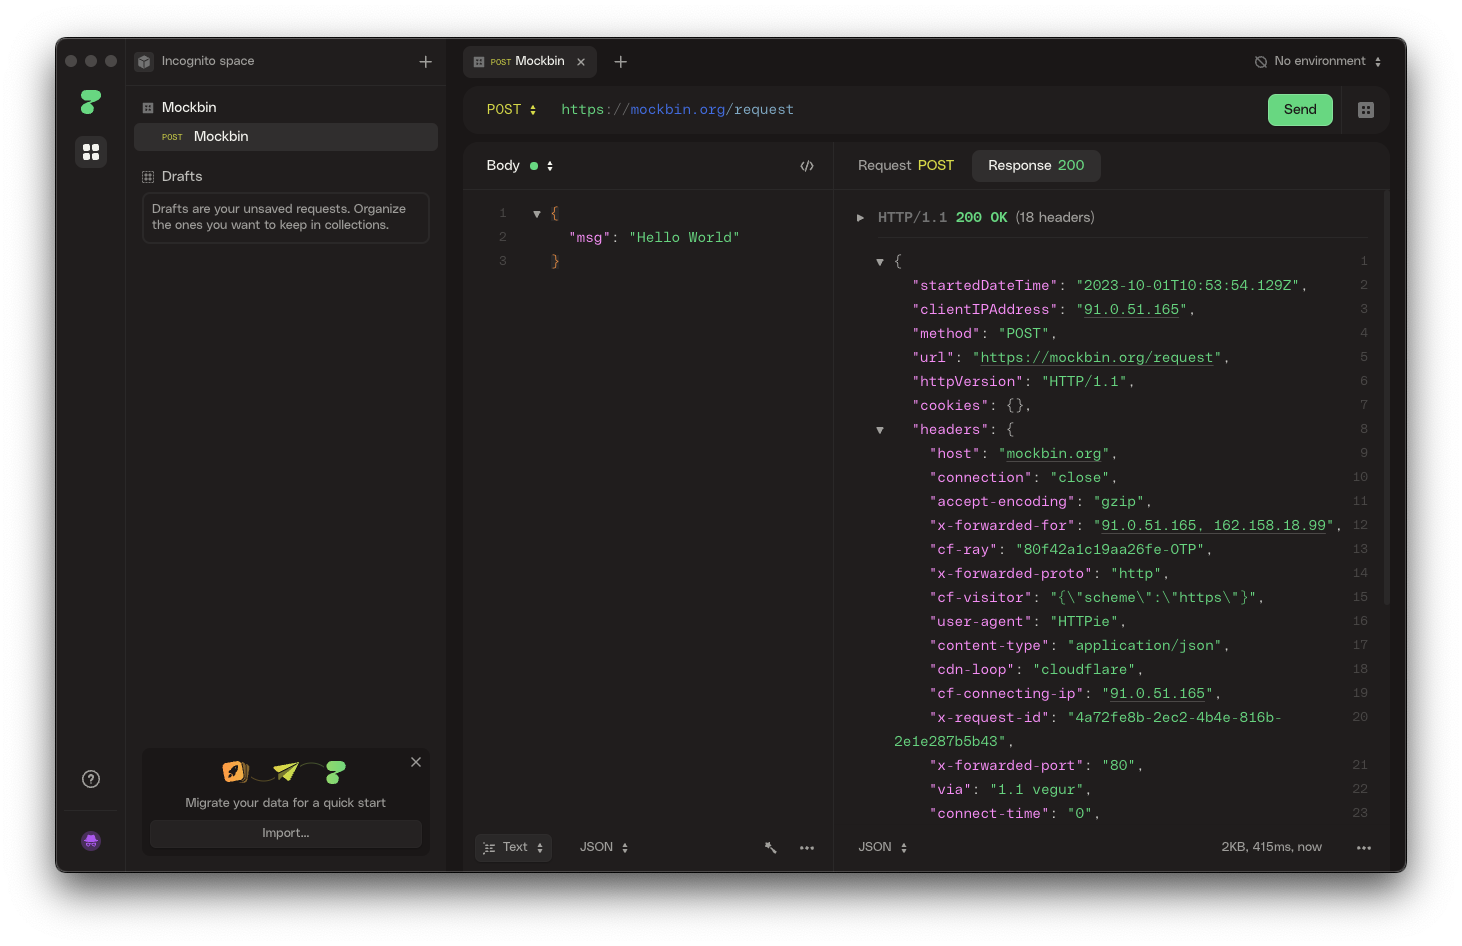 Incognito space
POST Mockbin
No environment
Mockbin
POST Mockbin
Drafts
Drafts are your unsaved requests. Organize
the ones you want to keep in collections.
Migrate your data for a quick start
Import...
POST https://mockbin.org/request
Send
Body
1 {
2 "msg": "Hello World"
3 }
Text
JSON
Request POST
Response 200
HTTP/1.1 200 OK (18 headers)
{ 1
"startedDateTime": "2023-10-01T10:53:54.129Z", 2
"clientIPAddress": "91.0.51.165", 3
"method": "POST", 4
"url": "https://mockbin.org/request", 5
"httpVersion": "HTTP/1.1", 6
"cookies": {}, 7
"headers": { 8
"host": "mockbin.org", 9
"connection": "close", 10
"accept-encoding": "gzip", 11
"x-forwarded-for": "91.0.51.165, 162.158.18.99", 12
"cf-ray": "80f42a1c19aa26fe-OTP", 13
"x-forwarded-proto": "http", 14
"cf-visitor": "{\"scheme\":\"https\"}", 15
"user-agent": "HTTPie", 16
"content-type": "application/json", 17
"cdn-loop": "cloudflare", 18
"cf-connecting-ip": "91.0.51.165", 19
"x-request-id": "4a72fe8b-2ec2-4b4e-816b- 20
2e1e287b5b43",
"x-forwarded-port": "80", 21
"via": "1.1 vegur", 22
"connect-time": "0", 23
JSON
2KB, 415ms, now